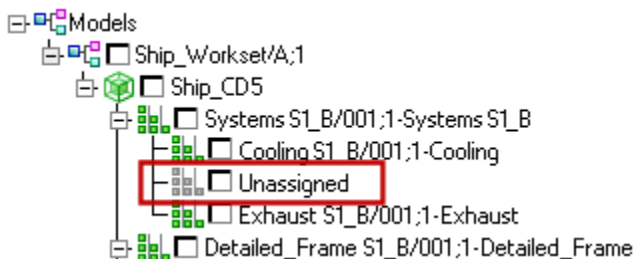 Models
Ship_Workset/A;1
Ship_CD5
Systems S1_B/001;1-Systems S1_B
Cooling S1_B/001;1-Cooling
Unassigned
Exhaust S1_B/001;1-Exhaust
Detailed_Frame S1_B/001;1-Detailed_Frame